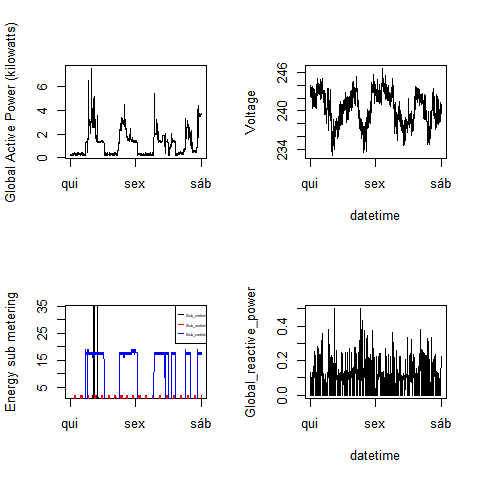 Global Active Power (kilowatts)
0 2 4 6
qui sex sáb
Voltage
234 240 246
qui sex sáb
datetime
Energy sub metering
5 15 25 35
qui sex sáb
Global_reactive_power
0.0 0.2 0.4
qui sex sáb
datetime